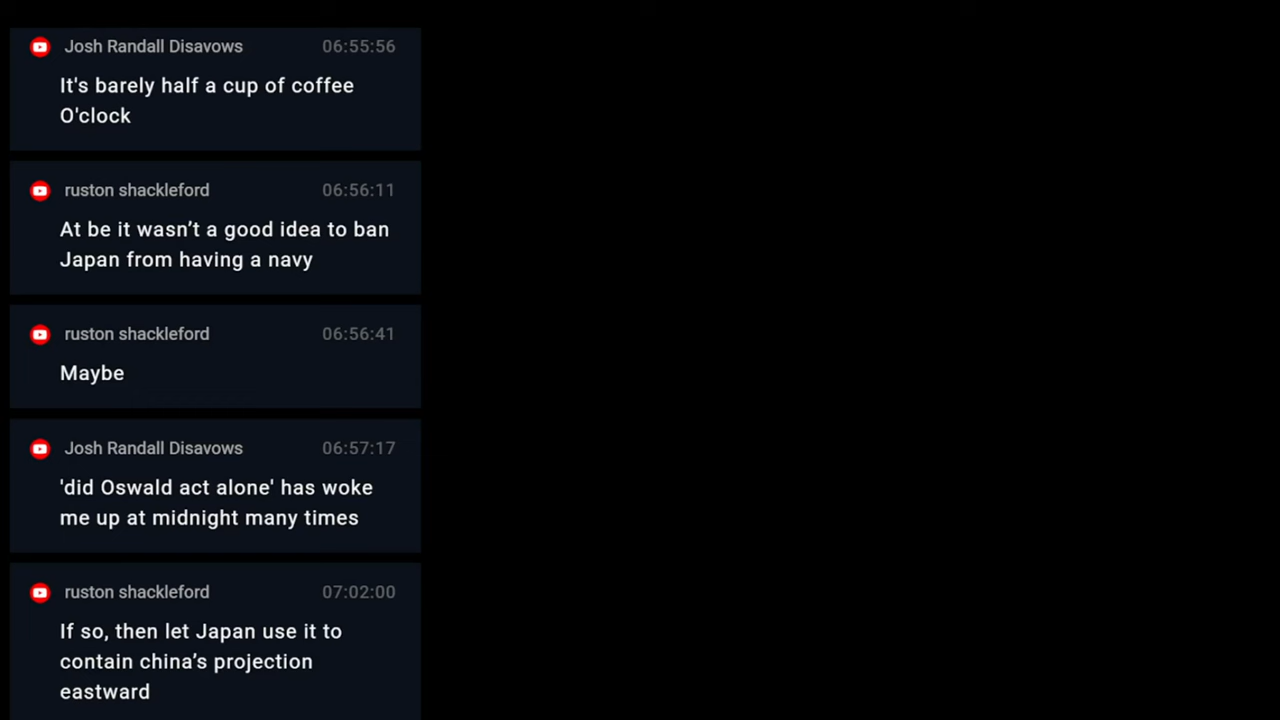 Josh Randall Disavows 06:55:56
It's barely half a cup of coffee
O'clock
ruston shackleford 06:56:11
At be it wasn’t a good idea to ban
Japan from having a navy
ruston shackleford 06:56:41
Maybe
Josh Randall Disavows 06:57:17
'did Oswald act alone' has woke
me up at midnight many times
ruston shackleford 07:02:00
If so, then let Japan use it to
contain china’s projection
eastward